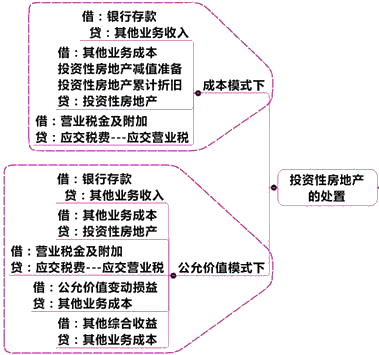 借：银行存款
贷：其他业务收入
借：其他业务成本
投资性房地产减值准备
投资性房地产累计折旧
贷：投资性房地产
借：营业税金及附加
贷：应交税费---应交营业税
成本模式下
借：银行存款
贷：其他业务收入
借：其他业务成本
贷：投资性房地产
借：营业税金及附加
贷：应交税费---应交营业税
借：公允价值变动损益
贷：其他业务成本
借：其他综合收益
贷：其他业务成本
公允价值模式下
投资性房地产
的处置